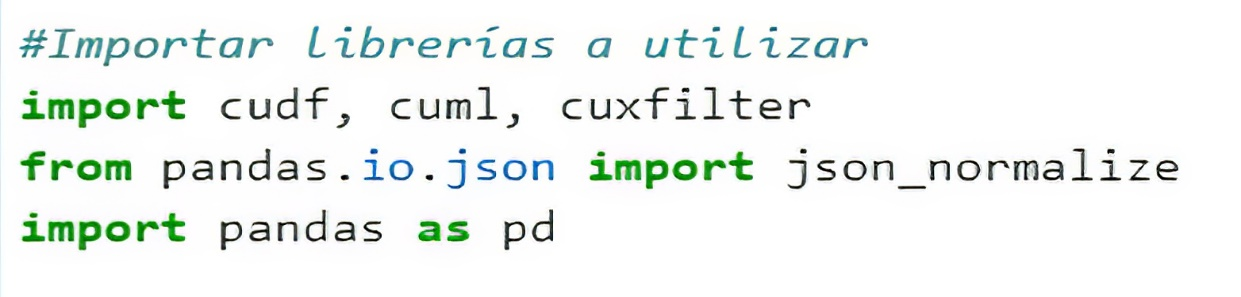 #Importar librerías a utilizar
import cudf, cuml, cuxfilter
from pandas.io.json import json_normalize
import pandas as pd